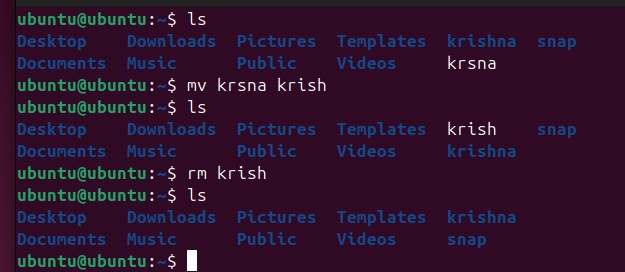 ubuntu@ubuntu:~$ ls
Desktop Downloads Pictures Templates krishna snap
Documents Music Public Videos krsna
ubuntu@ubuntu:~$ mv krsna krish
ubuntu@ubuntu:~$ ls
Desktop Downloads Pictures Templates krish snap
Documents Music Public Videos krishna
ubuntu@ubuntu:~$ rm krish
ubuntu@ubuntu:~$ ls
Desktop Downloads Pictures Templates krishna
Documents Music Public Videos snap
ubuntu@ubuntu:~$